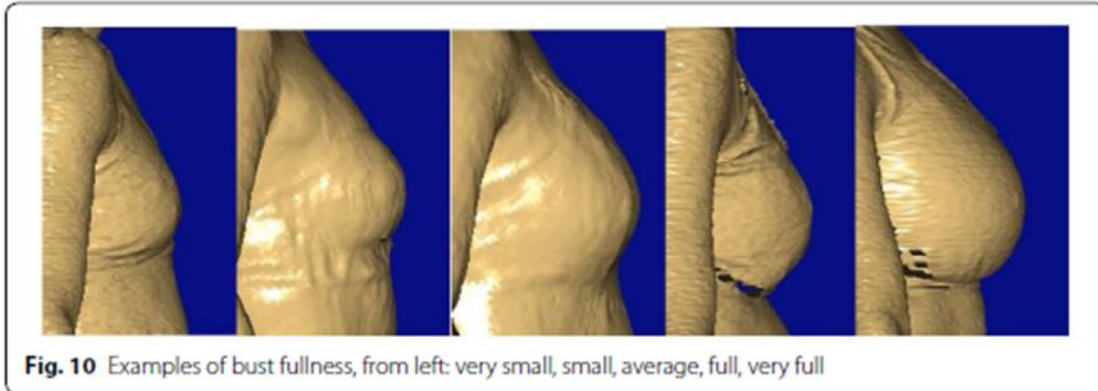 Fig. 10 Examples of bust fullness, from left: very small, small, average, full, very full